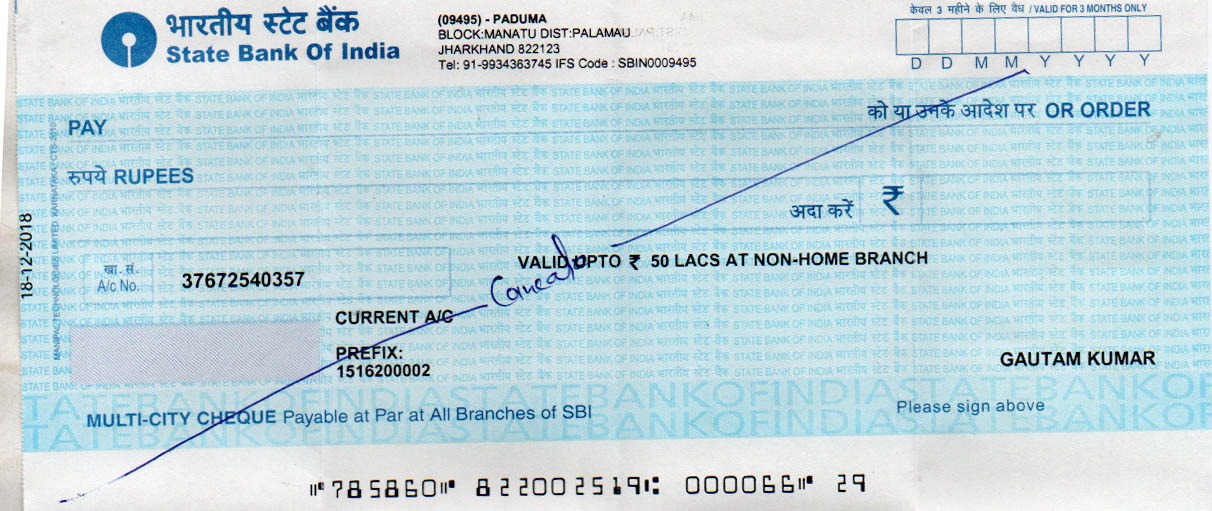 भारतीय स्टेट बैंक
State Bank Of India
(09495) - PADUMA
BLOCK:MANATU DIST:PALAMAU
JHARKHAND 822123
Tel: 91-9934363745 IFS Code : SBIN0009495
केवल 3 महीने के लिए वैध / VALID FOR 3 MONTHS ONLY
D D M M Y Y Y Y
PAY
को या उनके आदेश पर OR ORDER
रुपये RUPEES
अदा करें ₹
18-12-2018
खा. स.
A/c No. 37672540357
VALID UPTO ₹ 50 LACS AT NON-HOME BRANCH
CURRENT A/C
PREFIX:
1516200002
GAUTAM KUMAR
MULTI-CITY CHEQUE Payable at Par at All Branches of SBI
Please sign above
⑈785860⑈ 822002519⑆ 000066⑈ 29